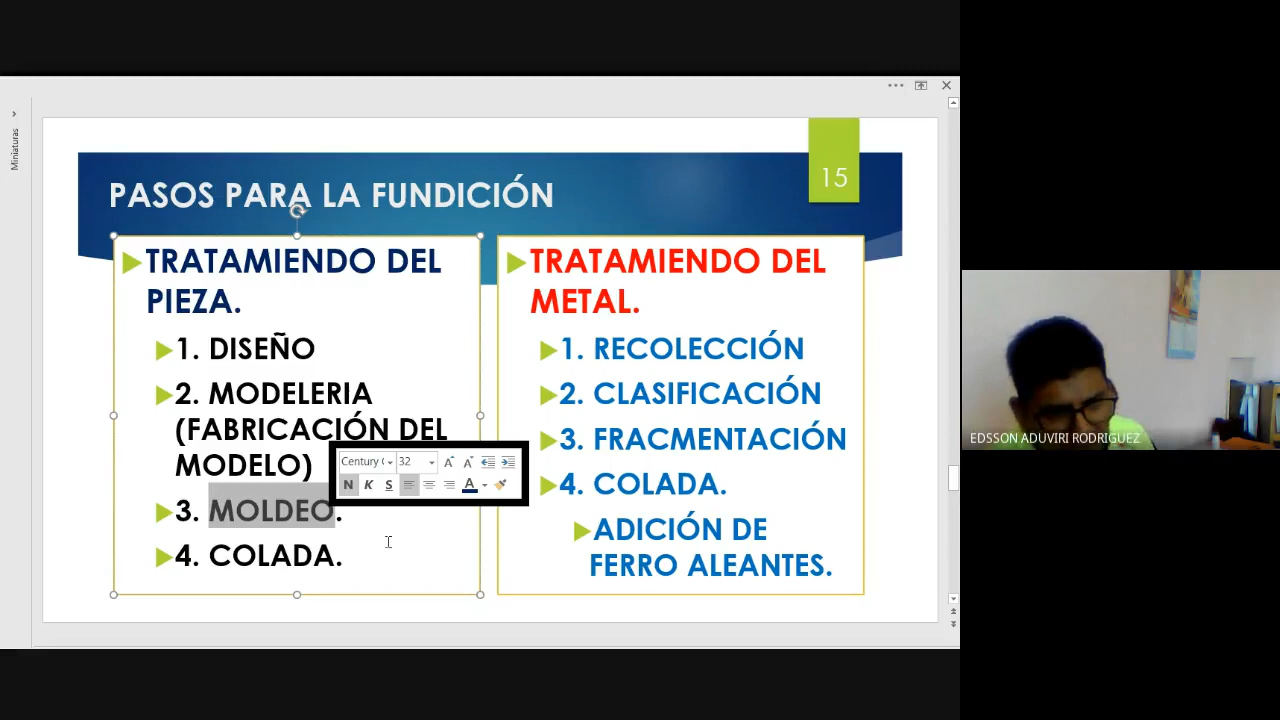 Miniaturas
15
PASOS PARA LA FUNDICIÓN
TRATAMIENDO DEL
PIEZA.
1. DISEÑO
2. MODELERIA
(FABRICACIÓN DEL
MODELO)
3. MOLDEO.
4. COLADA.
Century (
32
A A
N K S
A
TRATAMIENDO DEL
METAL.
1. RECOLECCIÓN
2. CLASIFICACIÓN
3. FRACMENTACIÓN
4. COLADA.
ADICIÓN DE
FERRO ALEANTES.
EDSSON ADUVIRI RODRIGUEZ